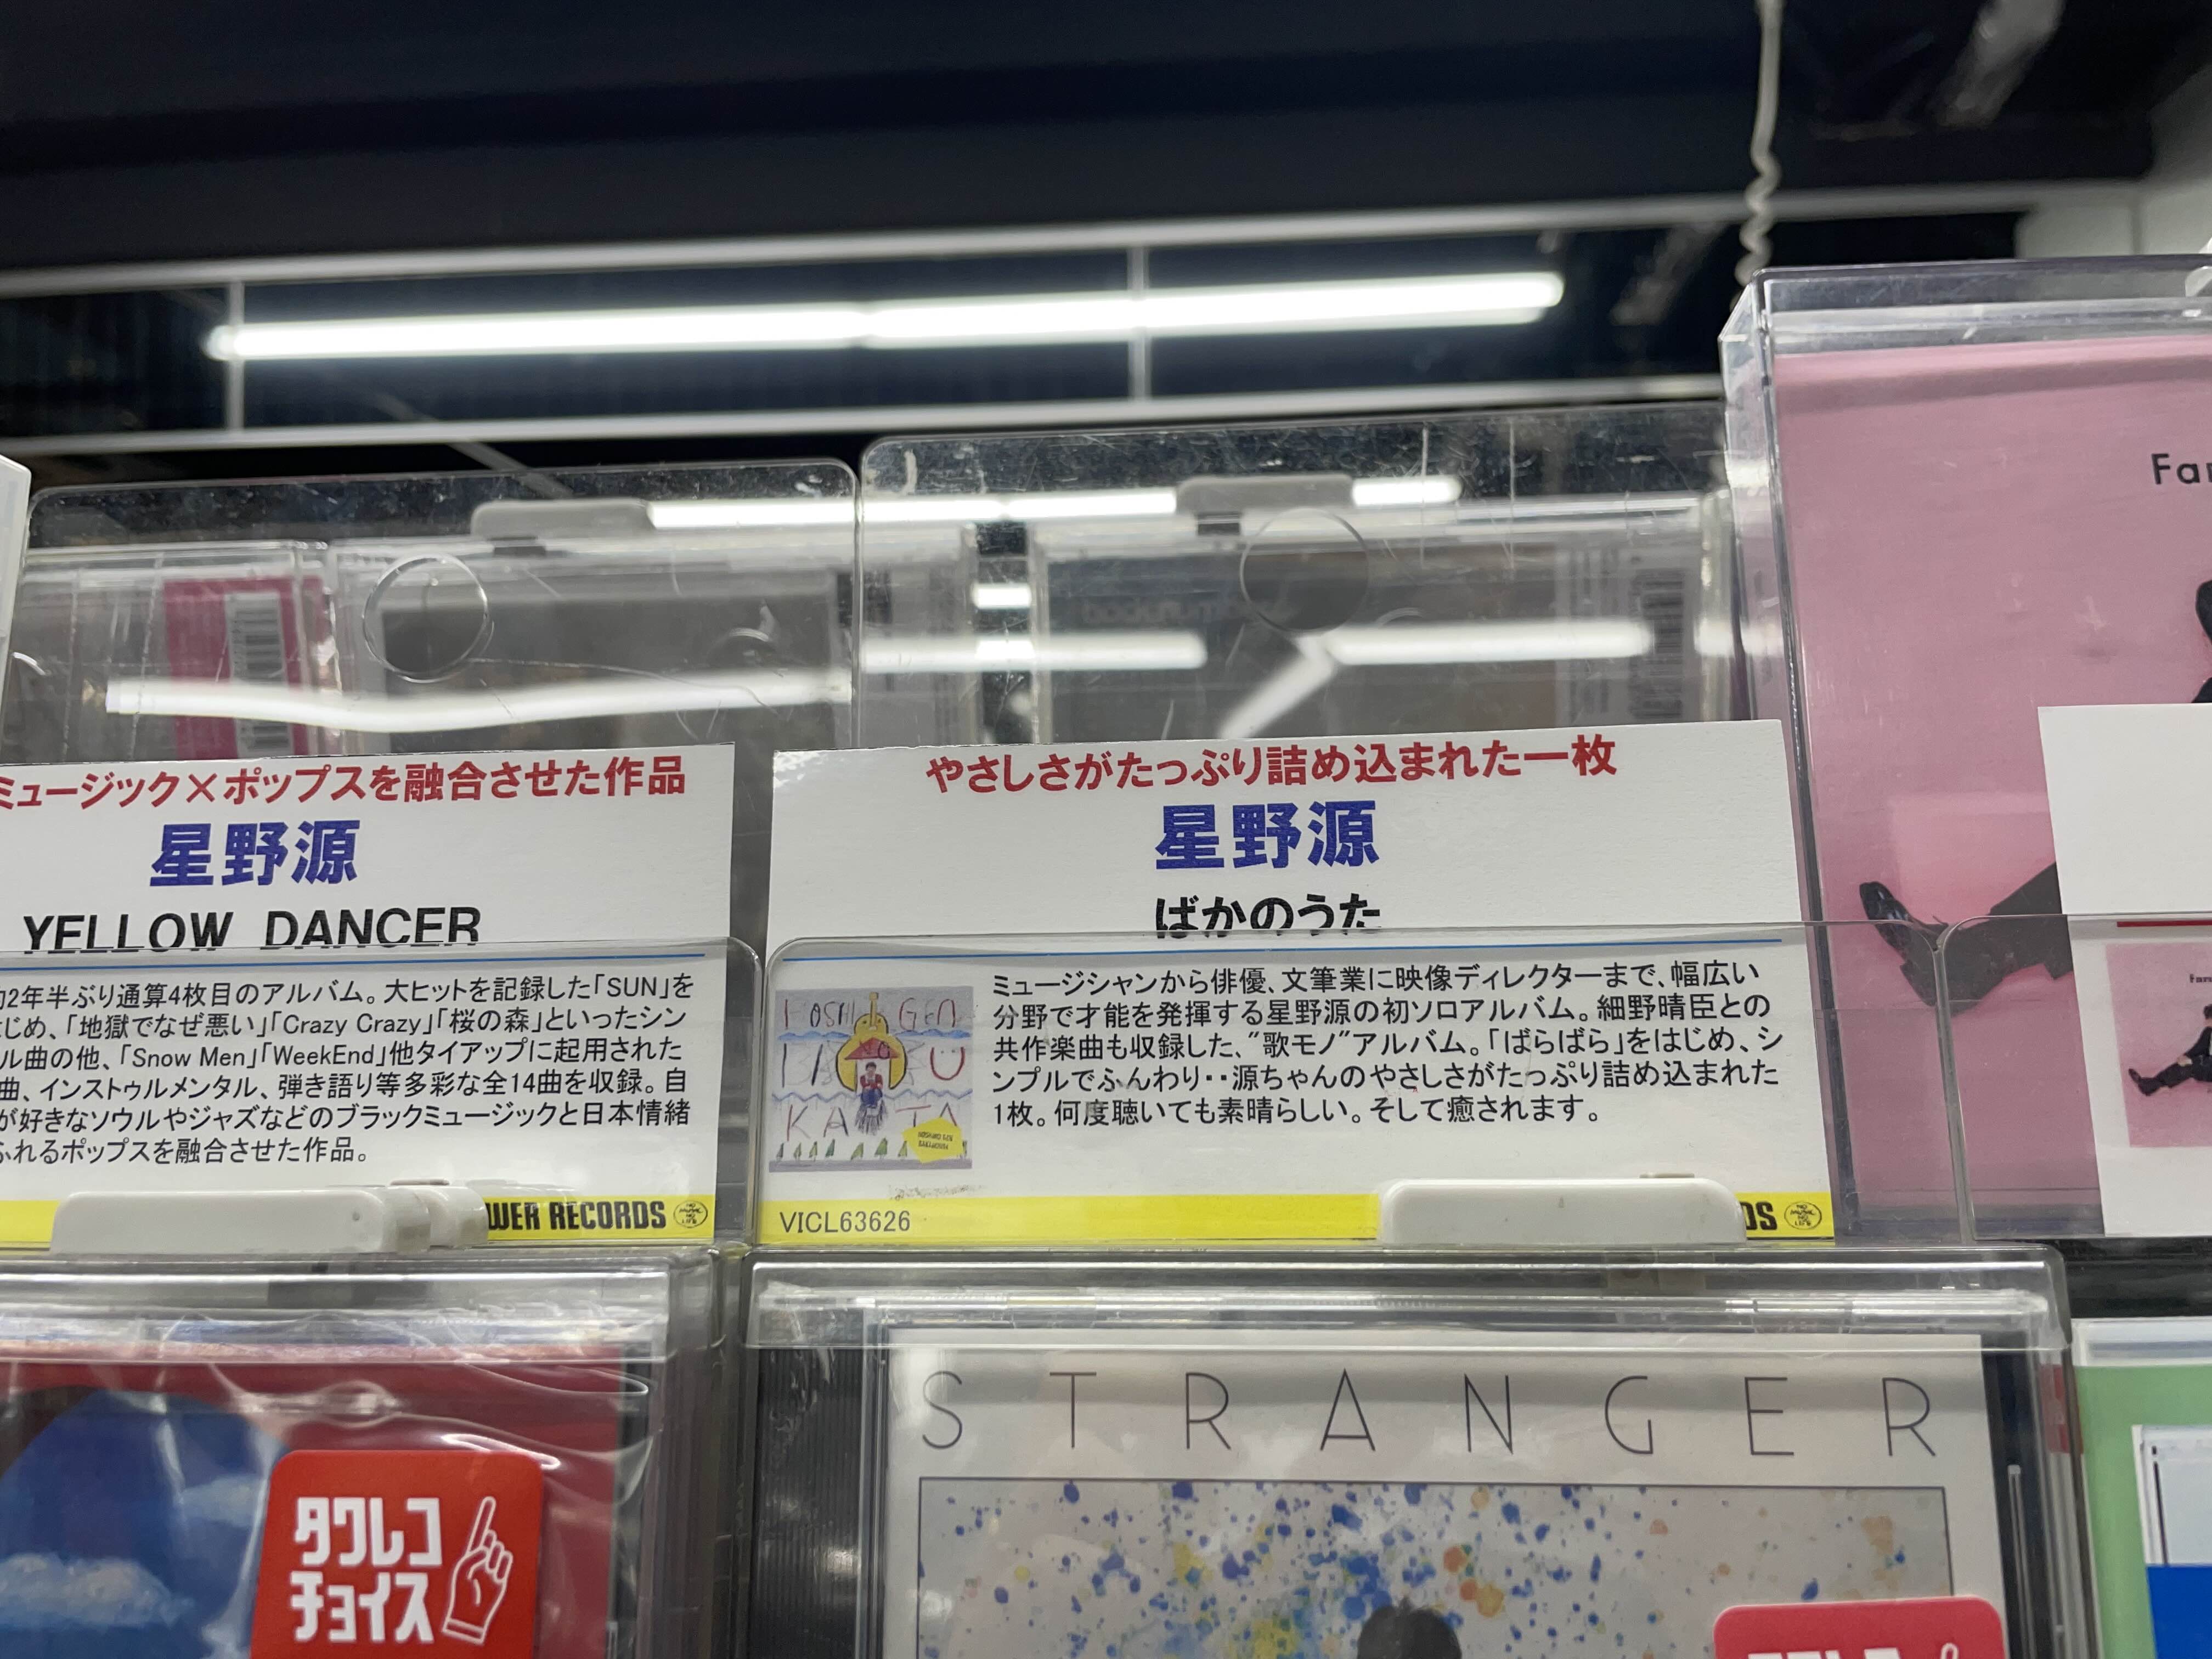 ミュージック×ポップスを融合させた作品
星野源
YELLOW DANCER
2年半ぶり通算4枚目のアルバム。大ヒットを記録した「SUN」を
じめ、「地獄でなぜ悪い」「Crazy Crazy」「桜の森」といったシン
ル曲の他、「Snow Men」「WeekEnd」他タイアップに起用された
曲、インストゥルメンタル、弾き語り等多彩な全14曲を収録。自
が好きなソウルやジャズなどのブラックミュージックと日本情緒
ふれるポップスを融合させた作品。
WER RECORDS
やさしさがたっぷり詰め込まれた一枚
星野源
ばかのうた
ミュージシャンから俳優、文筆業に映像ディレクターまで、幅広い
分野で才能を発揮する星野源の初ソロアルバム。細野晴臣との
共作楽曲も収録した、"歌モノ"アルバム。「ばらばら」をはじめ、シ
ンプルでふんわり・・源ちゃんのやさしさがたっぷり詰め込まれた
1枚。何度聴いても素晴らしい。そして癒されます。
HOSHI GEN
KA TA
VICL63626
DS
Fa
タワレコ
チョイス
STRANGER